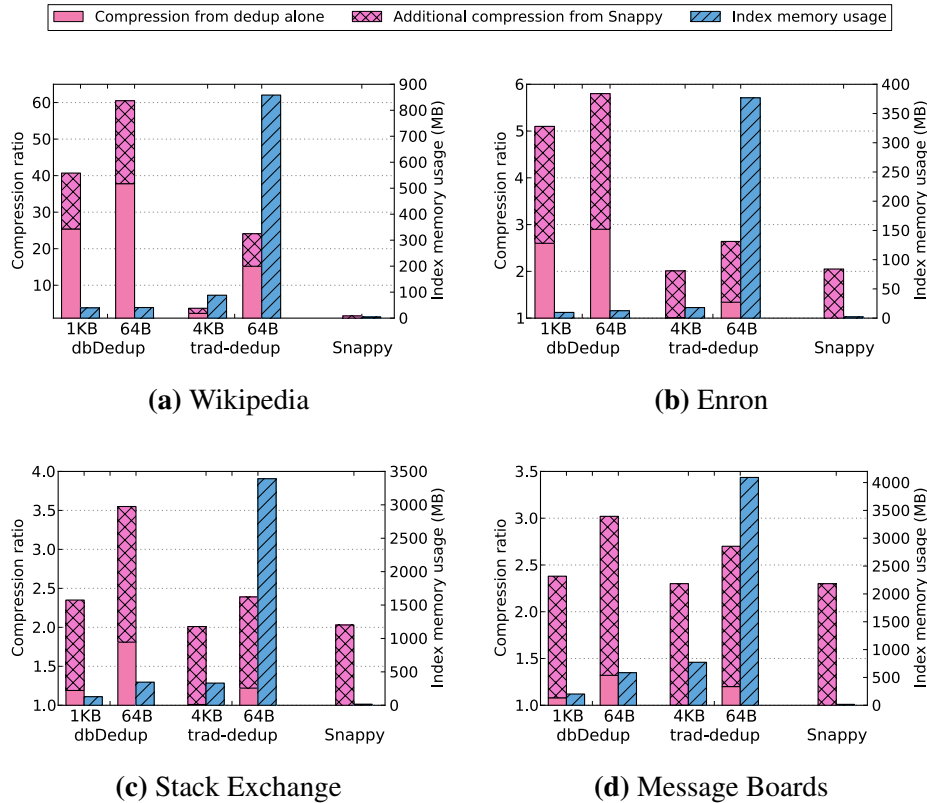 Compression from dedup alone Additional compression from Snappy Index memory usage
Compression ratio
60
50
40
30
20
10
900
800
700
600
500
400
300
200
100
0
Index memory usage (MB)
1KB 64B 4KB 64B
dbDedup trad-dedup Snappy
(a) Wikipedia
Compression ratio
6
5
4
3
2
1
400
350
300
250
200
150
100
50
0
Index memory usage (MB)
1KB 64B 4KB 64B
dbDedup trad-dedup Snappy
(b) Enron
Compression ratio
4.0
3.5
3.0
2.5
2.0
1.5
1.0
3500
3000
2500
2000
1500
1000
500
0
Index memory usage (MB)
1KB 64B 4KB 64B
dbDedup trad-dedup Snappy
(c) Stack Exchange
Compression ratio
3.5
3.0
2.5
2.0
1.5
1.0
4000
3500
3000
2500
2000
1500
1000
500
0
Index memory usage (MB)
1KB 64B 4KB 64B
dbDedup trad-dedup Snappy
(d) Message Boards